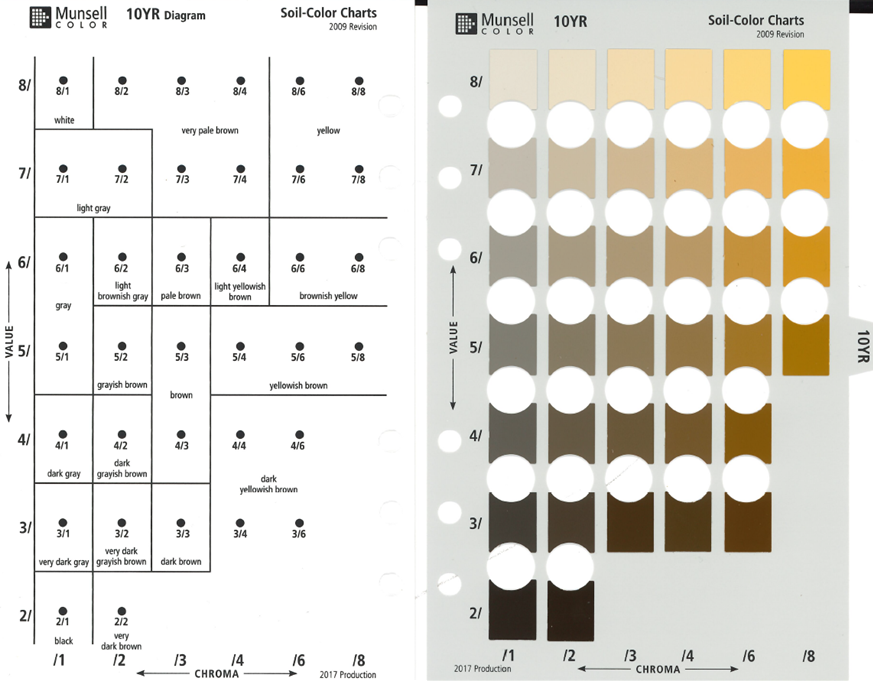 Munsell
COLOR
10YR Diagram
Soil-Color Charts
2009 Revision
8/
8/1 8/2 8/3 8/4 8/6 8/8
white
very pale brown
yellow
7/
7/1 7/2 7/3 7/4 7/6 7/8
light gray
6/
6/1 6/2 6/3 6/4 6/6 6/8
light
brownish gray
pale brown
light yellowish
brown
brownish yellow
gray
VALUE
5/
5/1 5/2 5/3 5/4 5/6 5/8
grayish brown
yellowish brown
brown
4/
4/1 4/2 4/3 4/4 4/6
dark gray
dark
grayish brown
dark
yellowish brown
3/
3/1 3/2 3/3 3/4 3/6
very dark gray
very dark
grayish brown
dark brown
2/
2/1 2/2
black
very
dark brown
/1 /2 /3 /4 /6 /8
CHROMA
2017 Production
Munsell
COLOR
10YR
Soil-Color Charts
2009 Revision
8/
7/
6/
VALUE
5/
10YR
4/
3/
2/
/1 /2 /3 /4 /6 /8
2017 Production
CHROMA